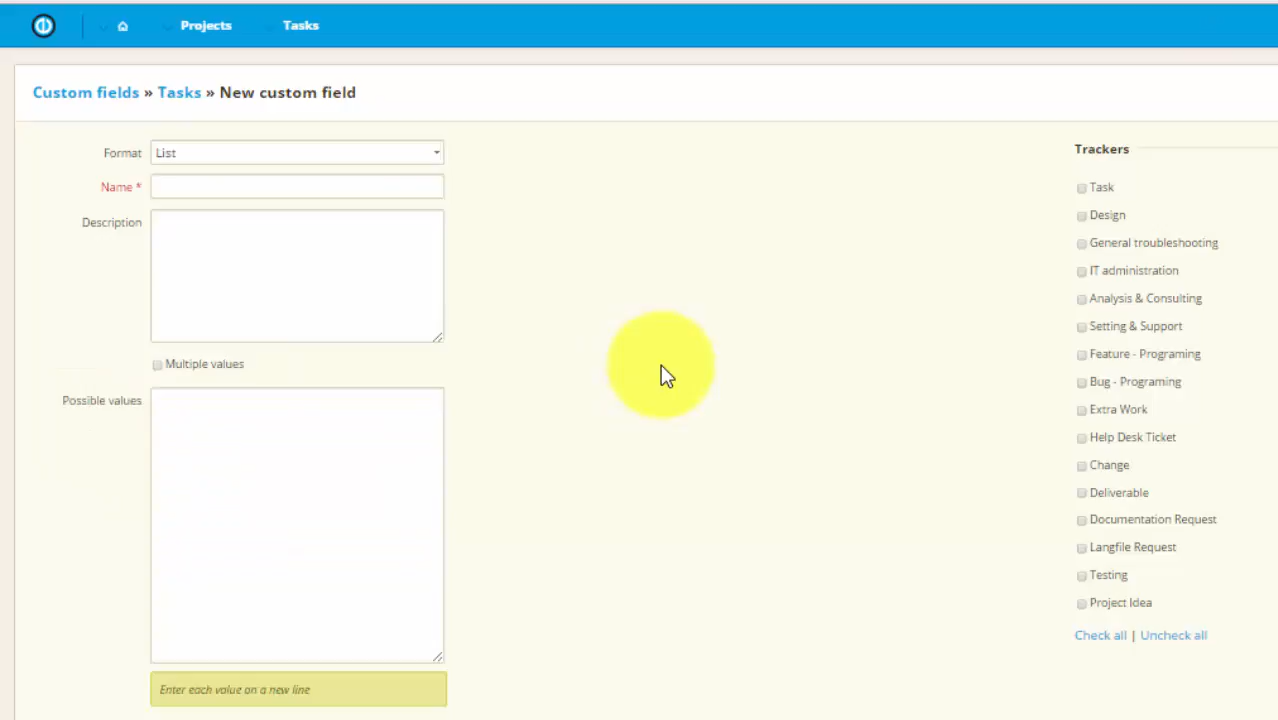 Projects
Tasks
Custom fields » Tasks » New custom field
Format
List
Name *
Description
Multiple values
Possible values
Enter each value on a new line
Trackers
Task
Design
General troubleshooting
IT administration
Analysis & Consulting
Setting & Support
Feature - Programing
Bug - Programing
Extra Work
Help Desk Ticket
Change
Deliverable
Documentation Request
Langfile Request
Testing
Project Idea
Check all | Uncheck all